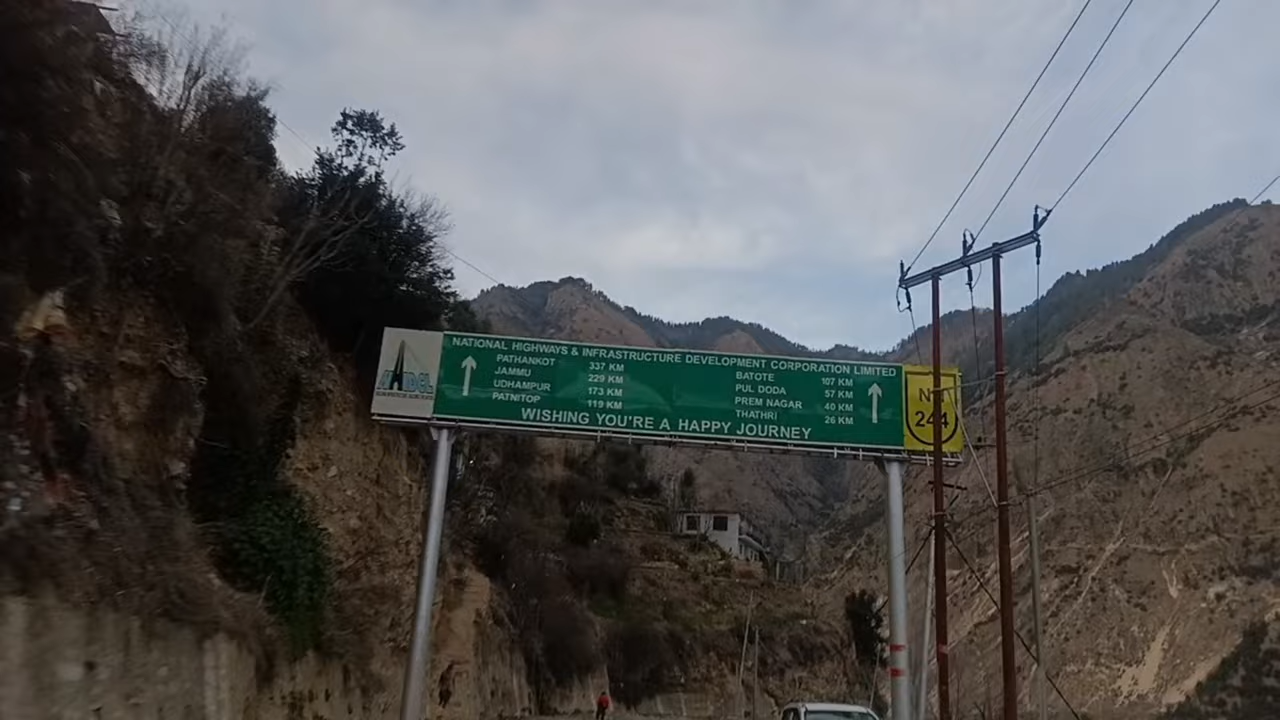 NATIONAL HIGHWAYS & INFRASTRUCTURE DEVELOPMENT CORPORATION LIMITED
PATHANKOT 337 KM
JAMMU 229 KM
UDHAMPUR 173 KM
PATNITOP 119 KM
BATOTE 107 KM
PUL DODA 57 KM
PREM NAGAR 40 KM
THATHRI 26 KM
WISHING YOU'RE A HAPPY JOURNEY
244